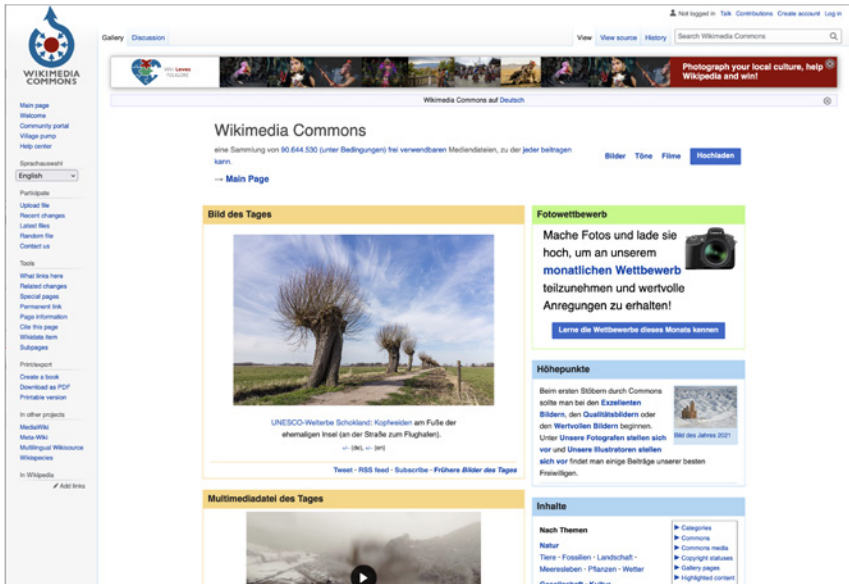 WIKIMEDIA
COMMONS
Main page
Welcome
Community portal
Village pump
Help center
Sprachauswahl
English
Participate
Upload file
Recent changes
Latest files
Random file
Contact us
Tools
What links here
Related changes
Special pages
Permanent link
Page information
Cite this page
Wikidata item
Subpages
Print/export
Create a book
Download as PDF
Printable version
In other projects
MediaWiki
Meta-Wiki
Multilingual Wikisource
Wikispecies
In Wikipedia
Add links
Not logged in Talk Contributions Create account Log in
Gallery Discussion
View View source History Search Wikimedia Commons
Wiki Loves
FOLKLORE
Photograph your local culture, help
Wikipedia and win!
Wikimedia Commons auf Deutsch
Wikimedia Commons
eine Sammlung von 90.644.530 (unter Bedingungen) frei verwendbaren Mediendateien, zu der jeder beitragen
kann.
→ Main Page
Bilder Töne Filme Hochladen
Bild des Tages
UNESCO-Welterbe Schokland: Kopfweiden am Fuße der
ehemaligen Insel (an der Straße zum Flughafen).
+/- (de), +/- (en)
Tweet · RSS feed · Subscribe · Frühere Bilder des Tages
Multimediadatei des Tages
Fotowettbewerb
Mache Fotos und lade sie
hoch, um an unserem
monatlichen Wettbewerb
teilzunehmen und wertvolle
Anregungen zu erhalten!
Lerne die Wettbewerbe dieses Monats kennen
Höhepunkte
Beim ersten Stöbern durch Commons
sollte man bei den Exzellenten
Bildern, den Qualitätsbildern oder
den Wertvollen Bildern beginnen.
Unter Unsere Fotografen stellen sich
vor und Unsere Illustratoren stellen
sich vor findet man einige Beiträge unserer besten
Freiwilligen.
Bild des Jahres 2021
Inhalte
Nach Themen
Natur
Tiere · Fossilien · Landschaft ·
Meeresleben · Pflanzen · Wetter
Gesellschaft · Kultur
Categories
Commons
Commons media
Copyright statuses
Gallery pages
Highlighted content